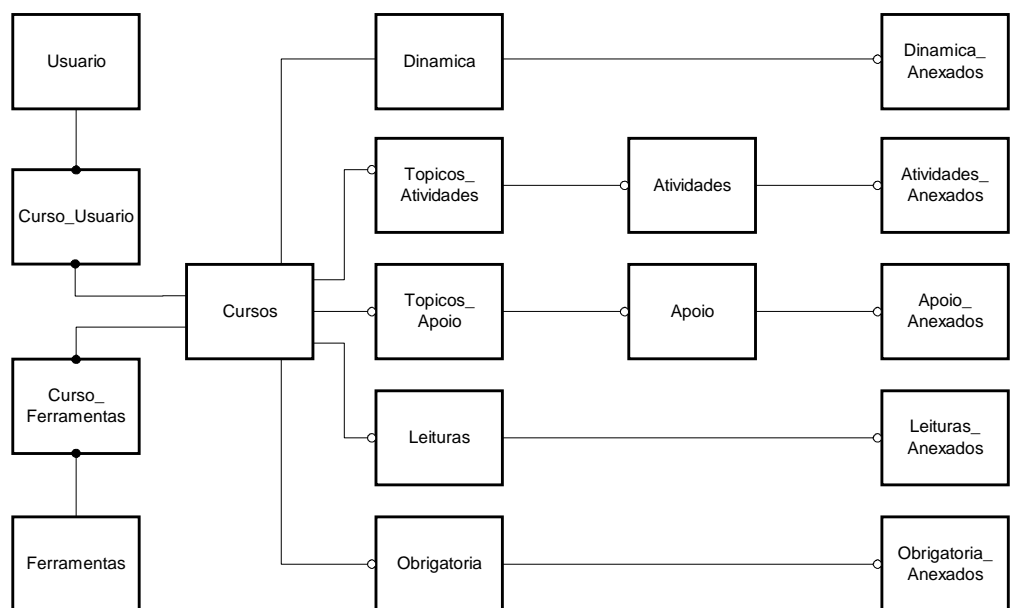 Usuario
Dinamica
Dinamica_
Anexados
Topicos_
Atividades
Atividades
Atividades_
Anexados
Curso_Usuario
Cursos
Topicos_
Apoio
Apoio
Apoio_
Anexados
Curso_
Ferramentas
Leituras
Leituras_
Anexados
Ferramentas
Obrigatoria
Obrigatoria_
Anexados